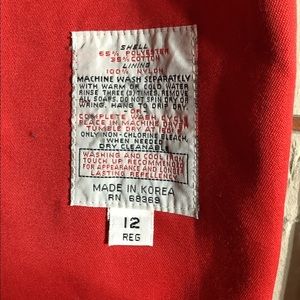 SHELL
65% POLYESTER
35% COTTON
LINING
100% NYLON
MACHINE WASH SEPARATELY
WITH WARM OR COLD WATER
RINSE THREE (3) TIMES. REMOVE
ALL SOAPS. DO NOT SPIN DRY OR
WRING. HANG TO DRIP DRY
- OR -
COMPLETE WASH CYCLE
PLACE IN MACHINE DRYER
TUMBLE DRY AT
ONLY NON-CHLORINE BLEACH,
WHEN NEEDED
DRY CLEANABLE
WASHING AND COOL IRON
TOUCH UP RECOMMENDED
FOR APPEARANCE AND LONGER
LASTING REPELLENCY
MADE IN KOREA
RN 68369
12
REG